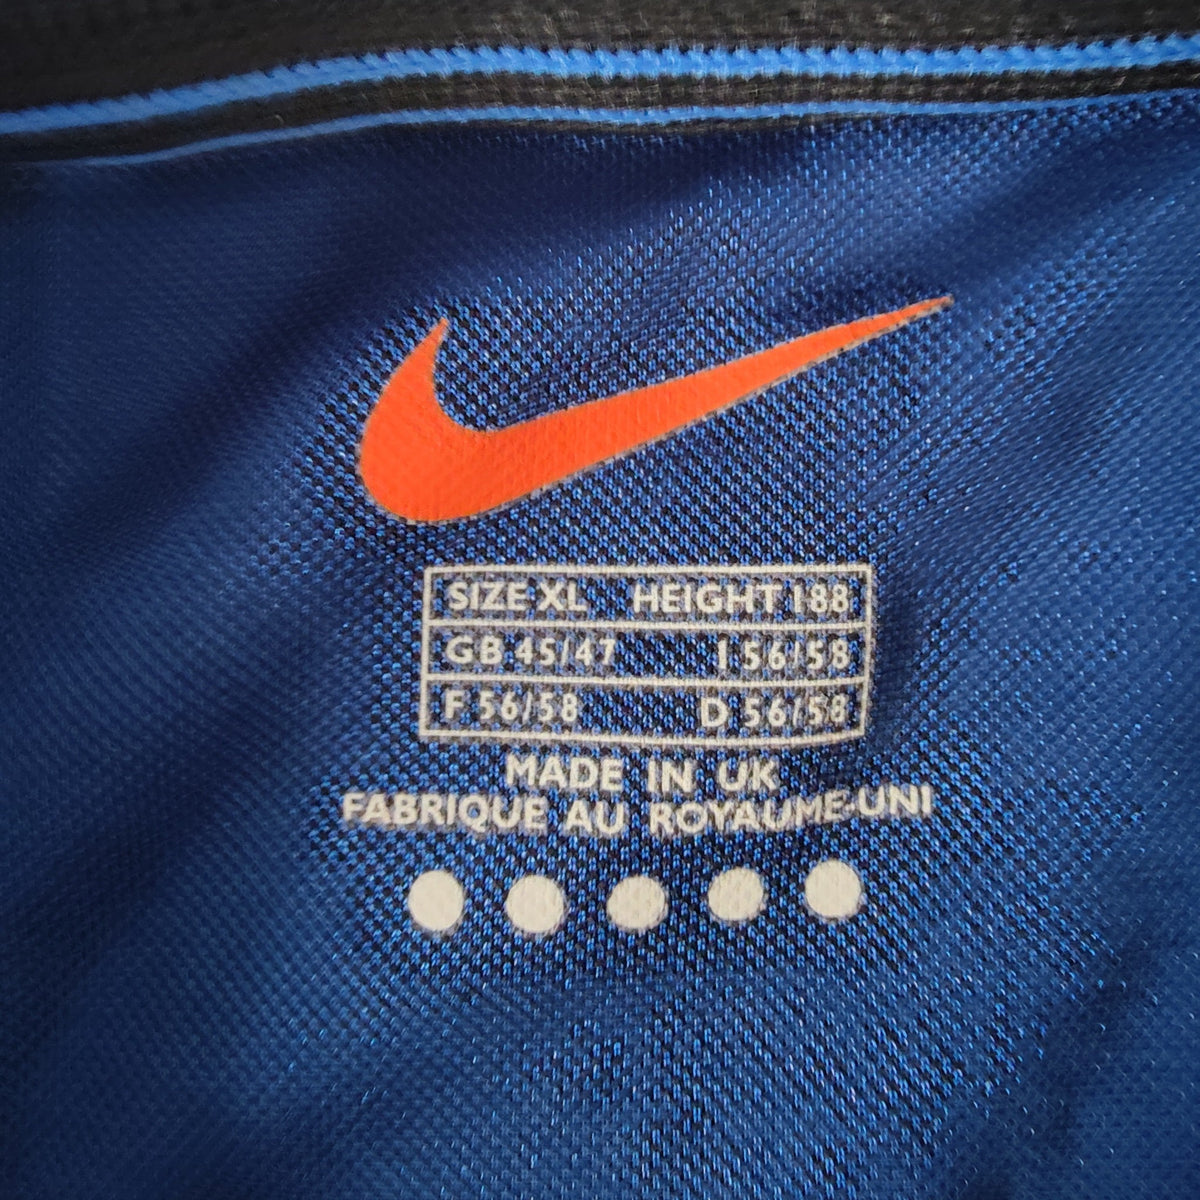 SIZE XL HEIGHT 188
GB 45/47 I 56/58
F 56/58 D 56/58
MADE IN UK
FABRIQUE AU ROYAUME-UNI